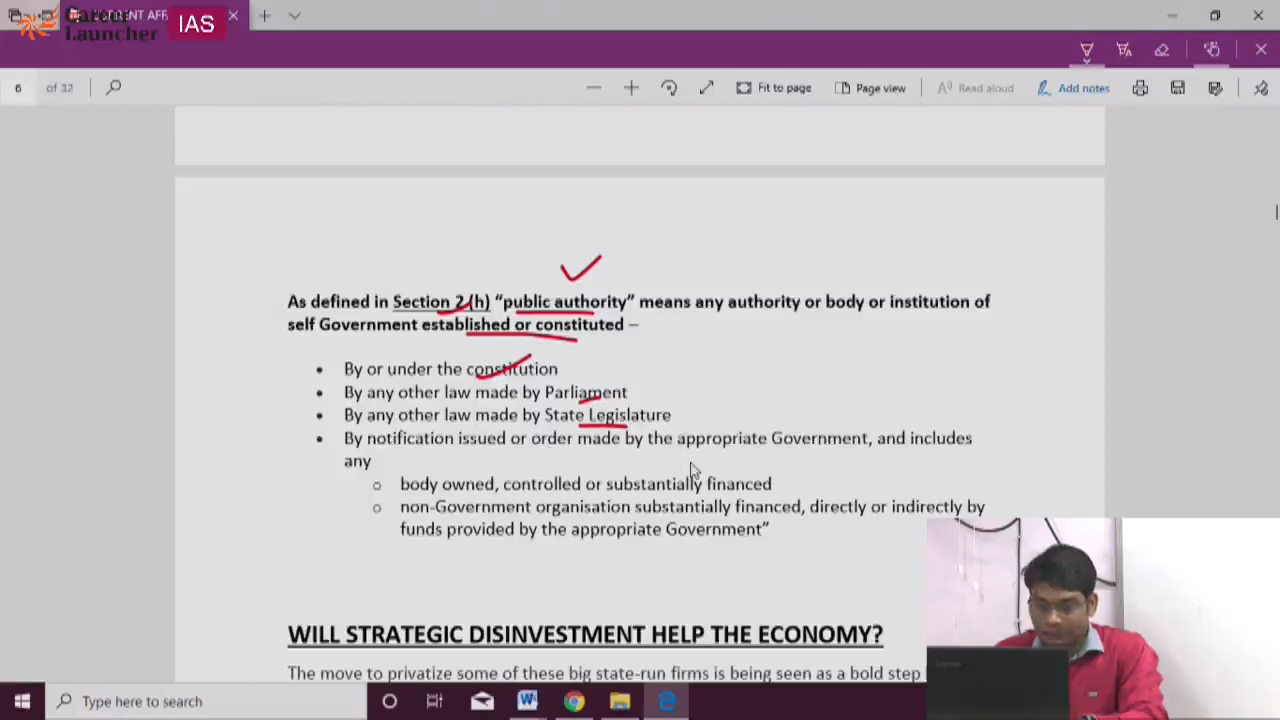 CURRENT AFF
Career
Launcher
IAS
6 of 32
Fit to page
Page view
Read aloud
Add notes
As defined in Section 2 (h) “public authority” means any authority or body or institution of
self Government established or constituted –
• By or under the constitution
• By any other law made by Parliament
• By any other law made by State Legislature
• By notification issued or order made by the appropriate Government, and includes
any
o body owned, controlled or substantially financed
o non-Government organisation substantially financed, directly or indirectly by
funds provided by the appropriate Government”
WILL STRATEGIC DISINVESTMENT HELP THE ECONOMY?
The move to privatize some of these big state-run firms is being seen as a bold step
Type here to search